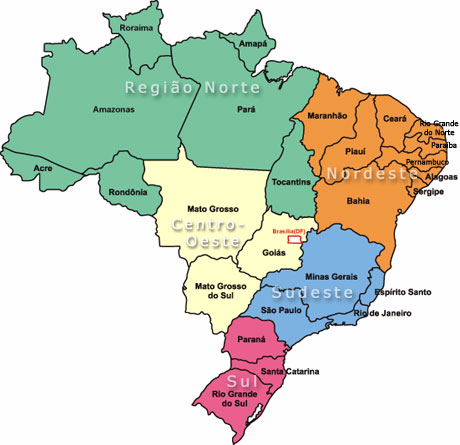 Roraima
Amapá
Região Norte
Amazonas
Pará
Maranhão
Ceará
Rio Grande
do Norte
Paraíba
Piauí
Pernambuco
Acre
Nordeste
Alagoas
Rondônia
Tocantins
Sergipe
Mato Grosso
Bahia
Centro-
Oeste
Brasília(DF)
Goiás
Minas Gerais
Mato Grosso
do Sul
Sudeste
Espírito Santo
São Paulo
Rio de Janeiro
Paraná
Santa Catarina
Sul
Rio Grande
do Sul